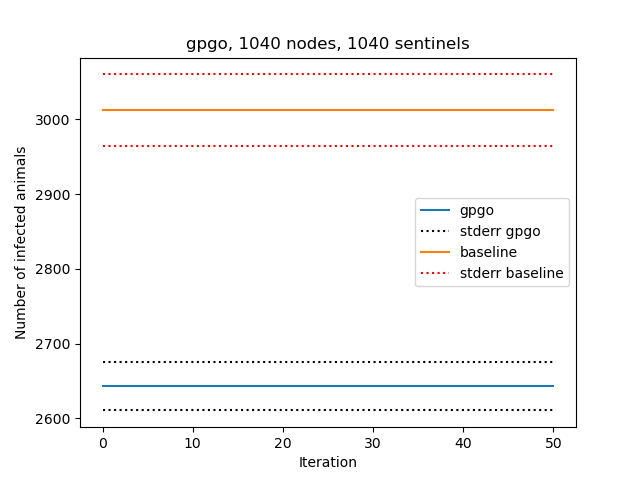 gpgo, 1040 nodes, 1040 sentinels
Number of infected animals
3000
2900
2800
2700
2600
gpgo
stderr gpgo
baseline
stderr baseline
0 10 20 30 40 50
Iteration